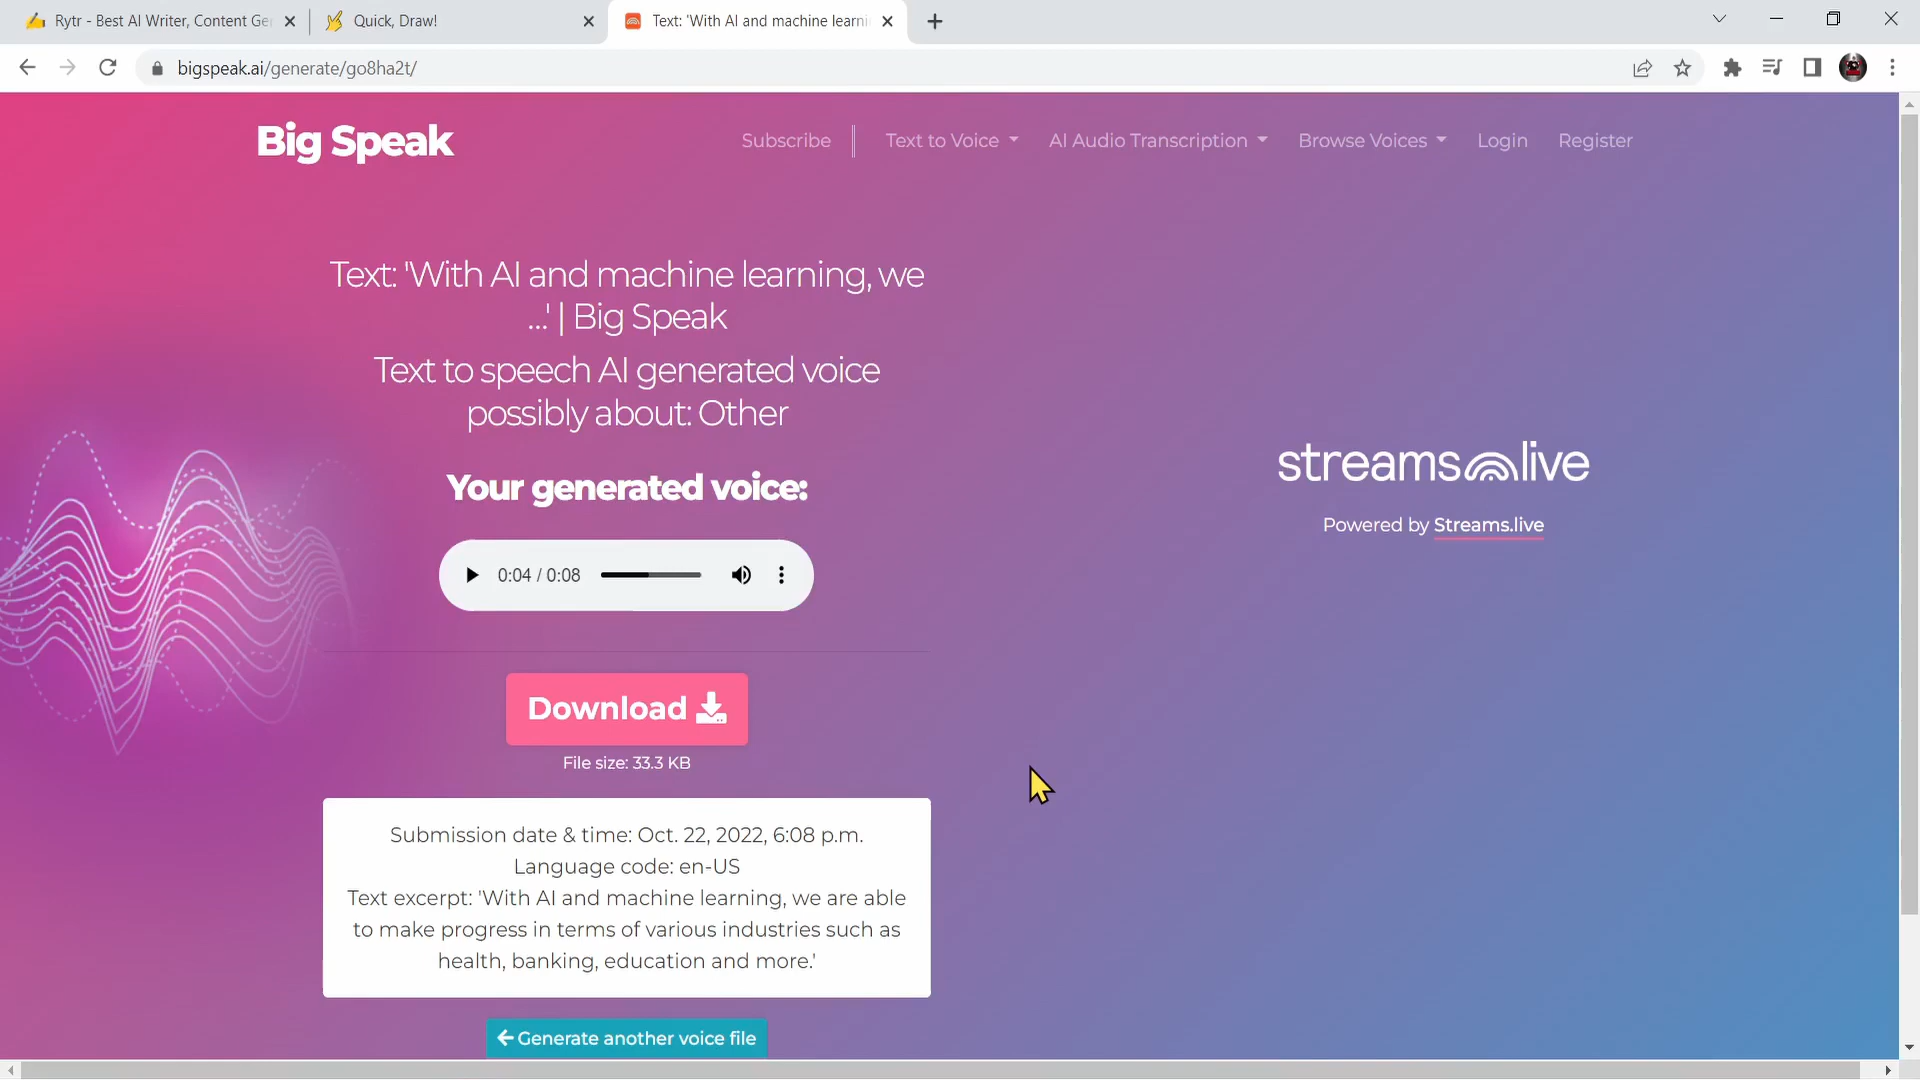 Rytr - Best AI Writer, Content Ge
Quick, Draw!
Text: 'With AI and machine learni
bigspeak.ai/generate/go8ha2t/
Big Speak
Subscribe
Text to Voice
AI Audio Transcription
Browse Voices
Login
Register
Text: 'With AI and machine learning, we
...' | Big Speak
Text to speech AI generated voice
possibly about: Other
Your generated voice:
0:04 / 0:08
streams live
Powered by Streams.live
Download
File size: 33.3 KB
Submission date & time: Oct. 22, 2022, 6:08 p.m.
Language code: en-US
Text excerpt: 'With AI and machine learning, we are able
to make progress in terms of various industries such as
health, banking, education and more.'
Generate another voice file